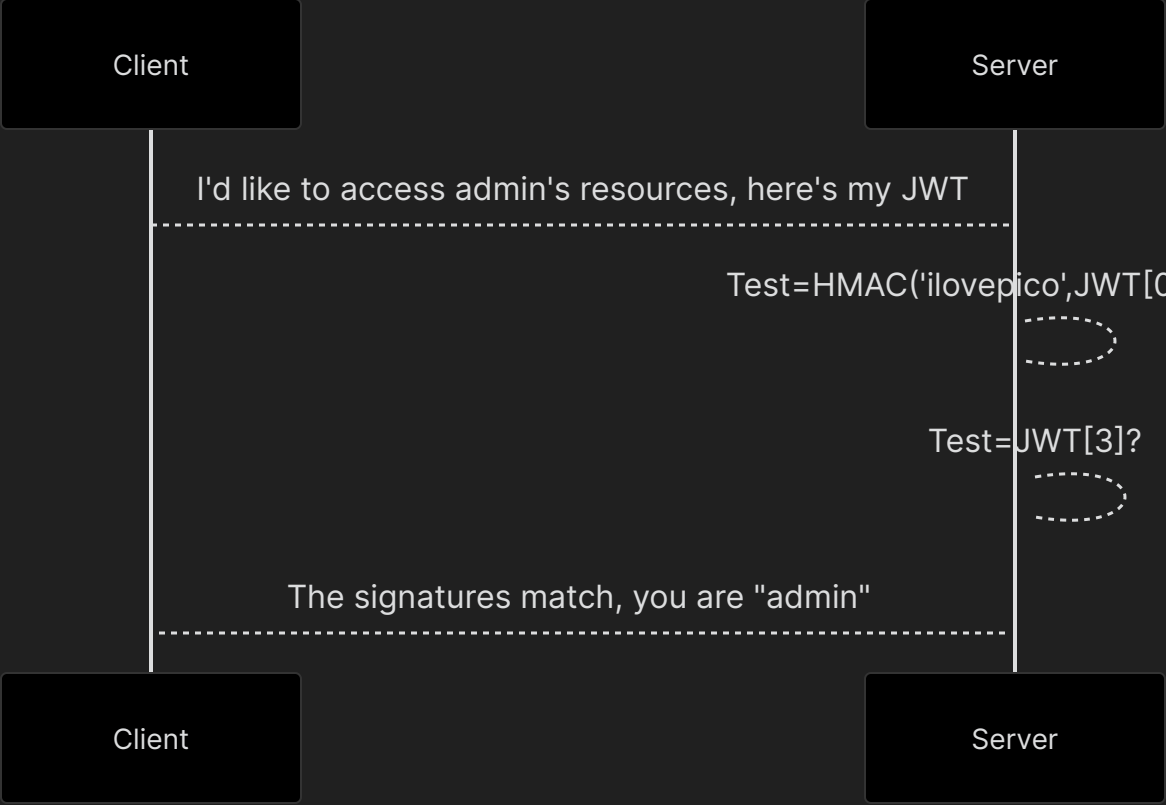 Client
Server
I'd like to access admin's resources, here's my JWT
Test=HMAC('ilovepico',JWT[0
Test=JWT[3]?
The signatures match, you are "admin"
Client
Server